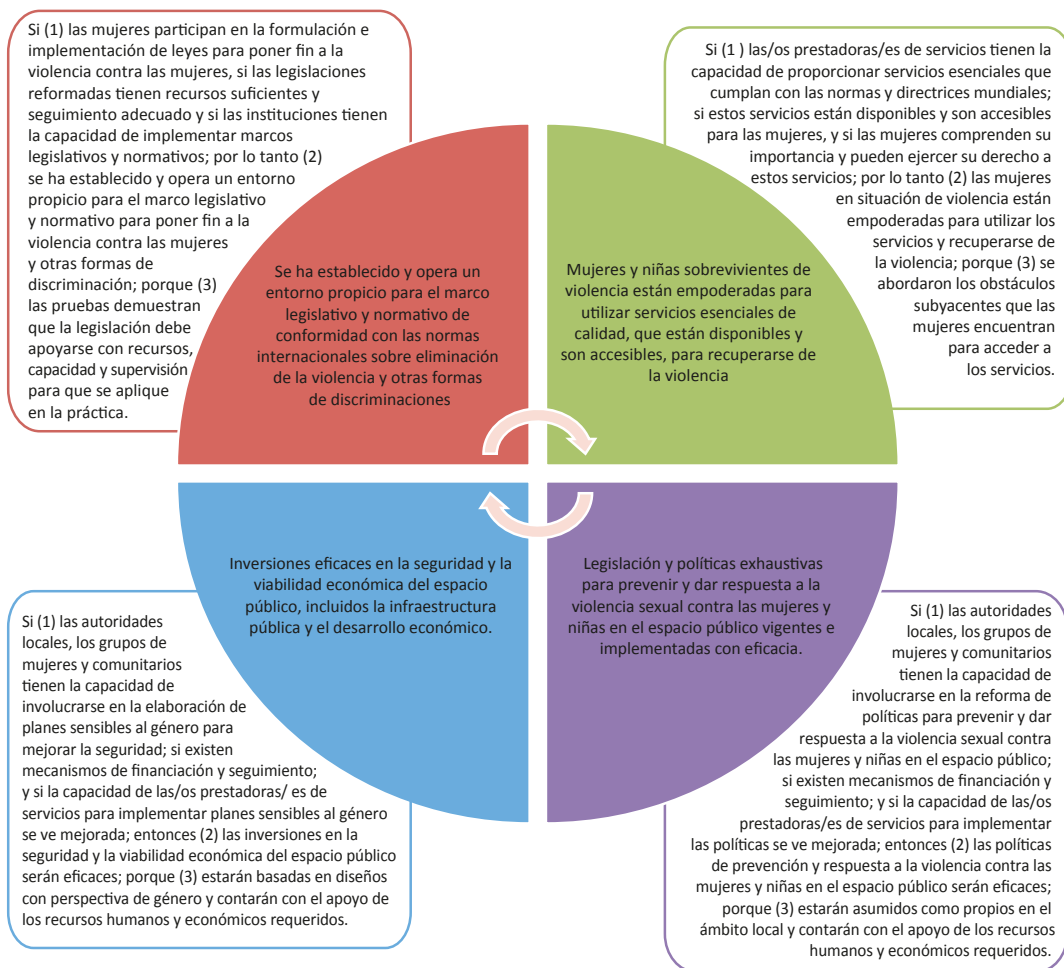 Si (1) las mujeres participan en la formulación e
implementación de leyes para poner fin a la
violencia contra las mujeres, si las legislaciones
reformadas tienen recursos suficientes y
seguimiento adecuado y si las instituciones tienen
la capacidad de implementar marcos
legislativos y normativos; por lo tanto (2)
se ha establecido y opera un entorno
propicio para el marco legislativo
y normativo para poner fin a la
violencia contra las mujeres
y otras formas de
discriminación; porque (3)
las pruebas demuestran
que la legislación debe
apoyarse con recursos,
capacidad y supervisión
para que se aplique
en la práctica.
Si (1 ) las/os prestadoras/es de servicios tienen la
capacidad de proporcionar servicios esenciales que
cumplan con las normas y directrices mundiales;
si estos servicios están disponibles y son accesibles
para las mujeres, y si las mujeres comprenden su
importancia y pueden ejercer su derecho a
estos servicios; por lo tanto (2) las mujeres
en situación de violencia están
empoderadas para utilizar los
servicios y recuperarse de
la violencia; porque (3) se
abordaron los obstáculos
subyacentes que las
mujeres encuentran
para acceder a
los servicios.
Se ha establecido y opera un
entorno propicio para el marco
legislativo y normativo de
conformidad con las normas
internacionales sobre eliminación
de la violencia y otras formas
de discriminaciones
Mujeres y niñas sobrevivientes de
violencia están empoderadas para
utilizar servicios esenciales de
calidad, que están disponibles y
son accesibles, para recuperarse de
la violencia
Inversiones eficaces en la seguridad y la
viabilidad económica del espacio
público, incluidos la infraestructura
pública y el desarrollo económico.
Legislación y políticas exhaustivas
para prevenir y dar respuesta a la
violencia sexual contra las mujeres y
niñas en el espacio público vigentes e
implementadas con eficacia.
Si (1) las autoridades
locales, los grupos de
mujeres y comunitarios
tienen la capacidad de
involucrarse en la elaboración de
planes sensibles al género para
mejorar la seguridad; si existen
mecanismos de financiación y seguimiento;
y si la capacidad de las/os prestadoras/ es de
servicios para implementar planes sensibles al género
se ve mejorada; entonces (2) las inversiones en la
seguridad y la viabilidad económica del espacio público
serán eficaces; porque (3) estarán basadas en diseños
con perspectiva de género y contarán con el apoyo de
los recursos humanos y económicos requeridos.
Si (1) las autoridades
locales, los grupos de
mujeres y comunitarios
tienen la capacidad de
involucrarse en la reforma de
políticas para prevenir y dar
respuesta a la violencia sexual contra
las mujeres y niñas en el espacio público;
si existen mecanismos de financiación y
seguimiento; y si la capacidad de las/os
prestadoras/es de servicios para implementar
las políticas se ve mejorada; entonces (2) las políticas
de prevención y respuesta a la violencia contra las
mujeres y niñas en el espacio público serán eficaces;
porque (3) estarán asumidos como propios en el
ámbito local y contarán con el apoyo de los recursos
humanos y económicos requeridos.